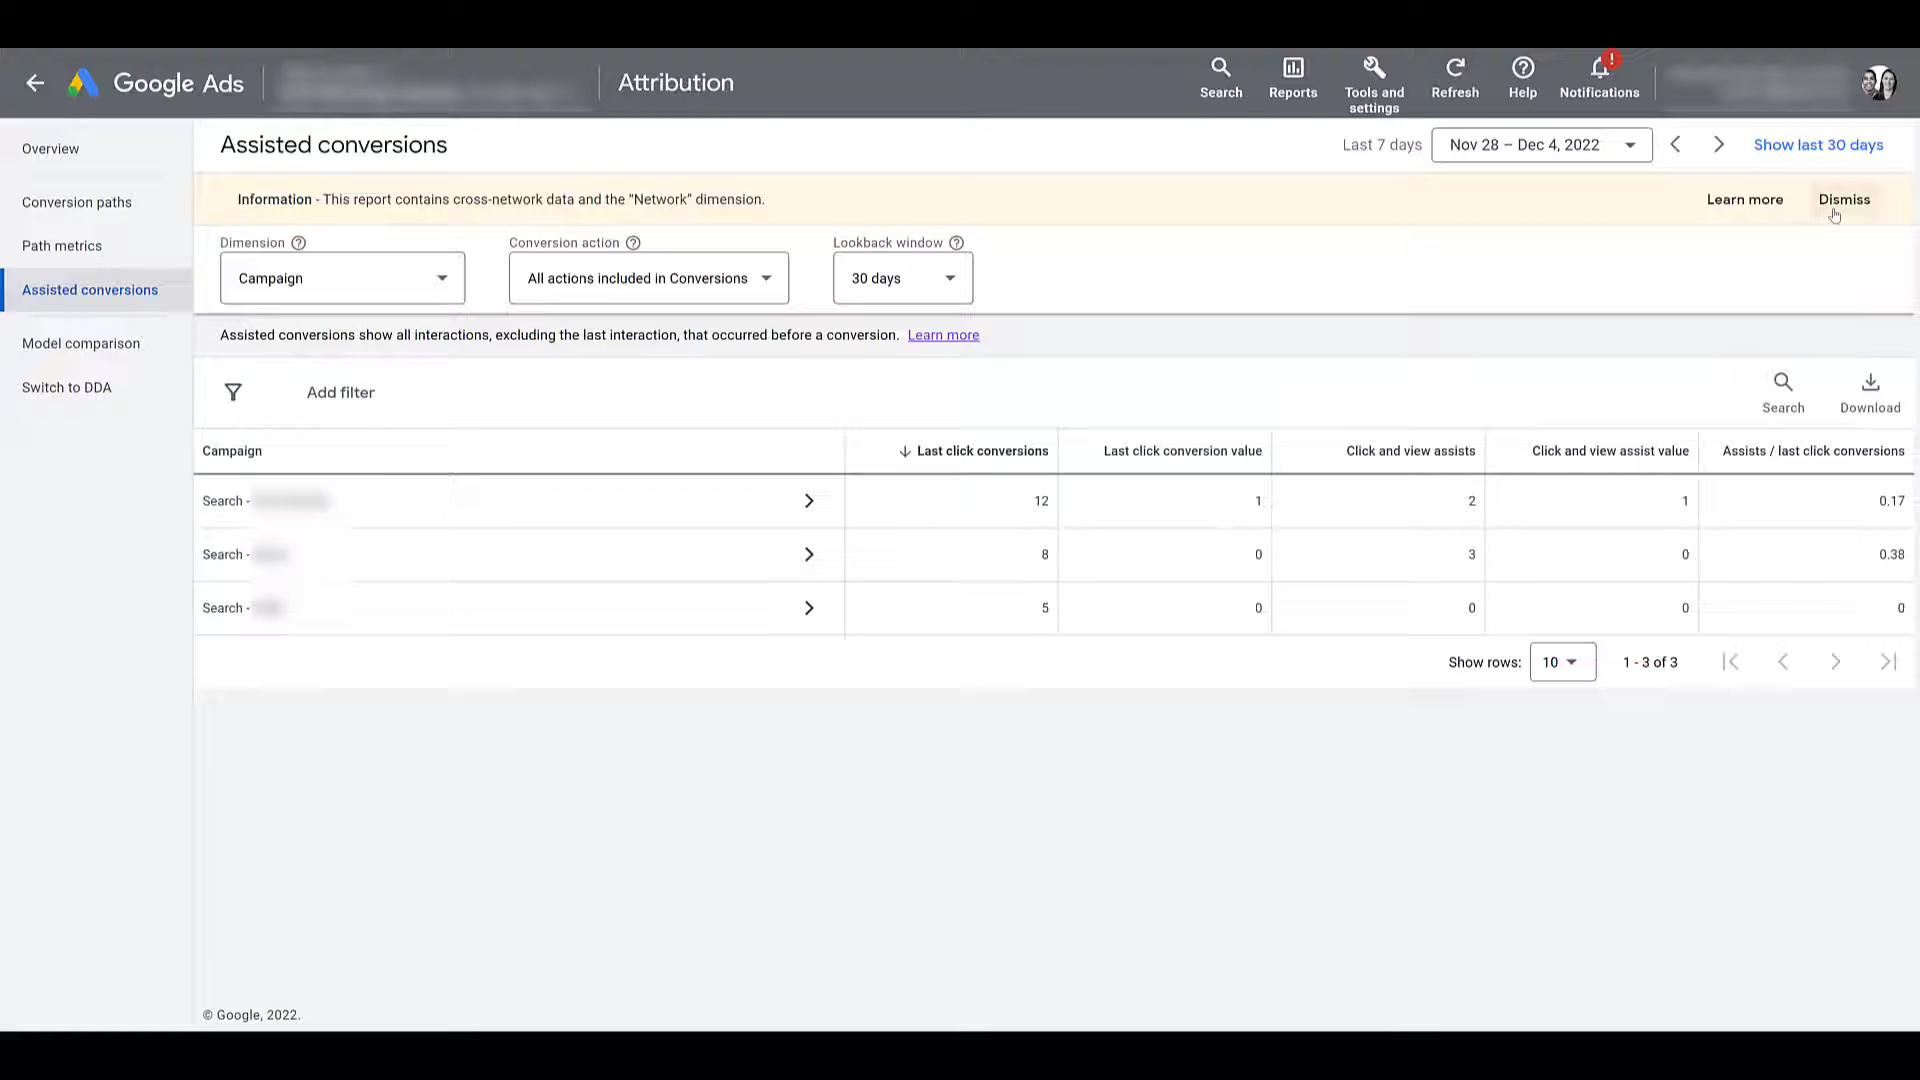 Google Ads
Attribution
Search
Reports
Tools and
settings
Refresh
Help
!
Notifications
Overview
Conversion paths
Path metrics
Assisted conversions
Model comparison
Switch to DDA
Assisted conversions
Last 7 days
Nov 28 – Dec 4, 2022
Show last 30 days
Information - This report contains cross-network data and the "Network" dimension.
Learn more
Dismiss
Dimension ?
Conversion action ?
Lookback window ?
Campaign
All actions included in Conversions
30 days
Assisted conversions show all interactions, excluding the last interaction, that occurred before a conversion. Learn more
Add filter
Search
Download
Campaign
Last click conversions
Last click conversion value
Click and view assists
Click and view assist value
Assists / last click conversions
Search -
12
1
2
1
0.17
Search -
8
0
3
0
0.38
Search -
5
0
0
0
0
Show rows:
10
1 - 3 of 3
© Google, 2022.